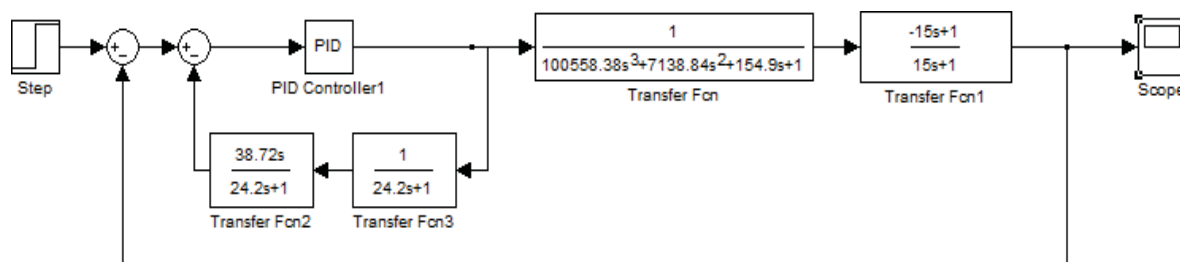 Step
PID
PID Controller1
1
100558.38s3+7138.84s2+154.9s+1
Transfer Fcn
-15s+1
15s+1
Transfer Fcn1
Scope
38.72s
24.2s+1
Transfer Fcn2
1
24.2s+1
Transfer Fcn3